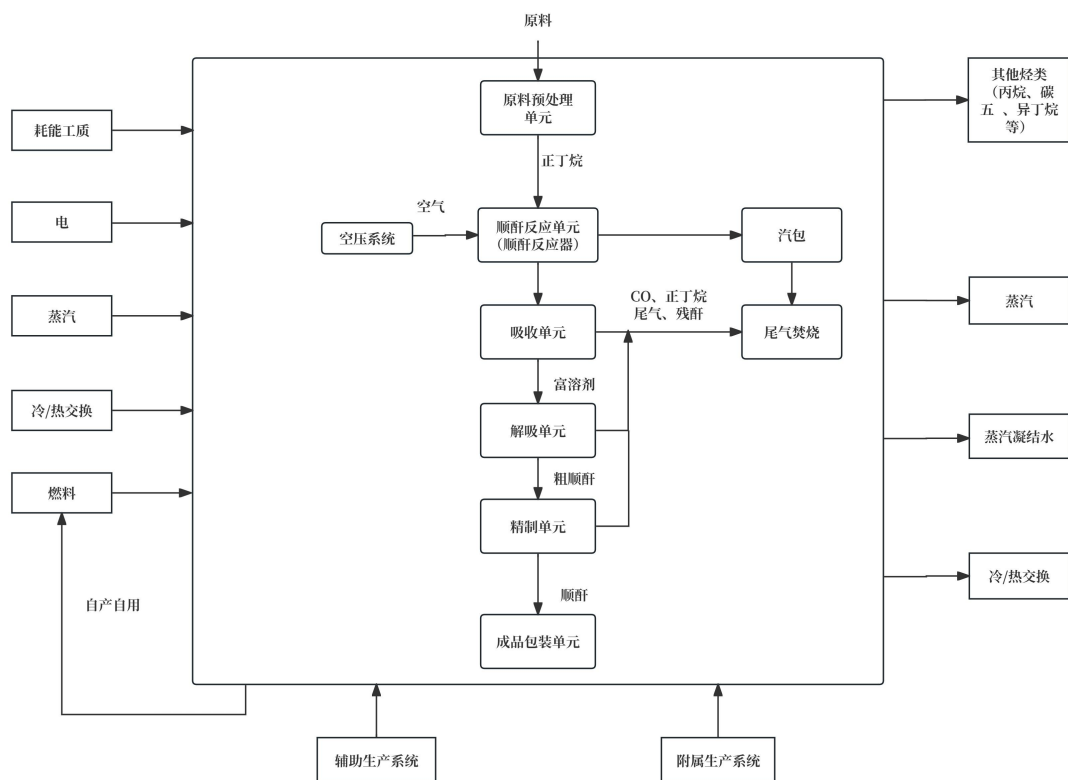 原料
原料预处理
单元
正丁烷
空气
空压系统
顺酐反应单元
（顺酐反应器）
汽包
CO、正丁烷
尾气、残酐
吸收单元
尾气焚烧
富溶剂
解吸单元
粗顺酐
精制单元
顺酐
成品包装单元
耗能工质
电
蒸汽
冷/热交换
燃料
自产自用
其他烃类
（丙烷、碳
五 、异丁烷
等）
蒸汽
蒸汽凝结水
冷/热交换
辅助生产系统
附属生产系统